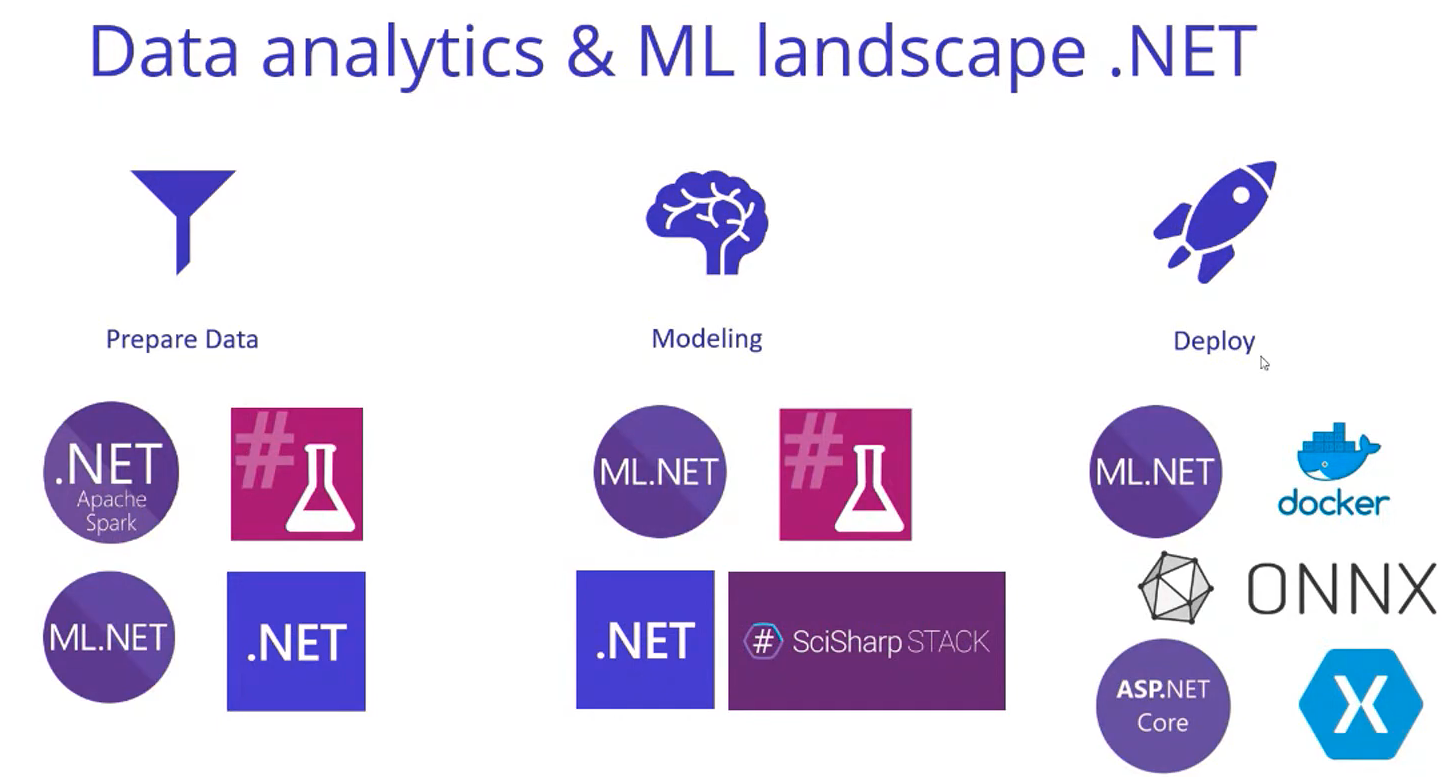 Data analytics & ML landscape .NET
Prepare Data
Modeling
Deploy
.NET
Apache
Spark
#
ML.NET
.NET
ML.NET
#
.NET
# SciSharp STACK
ML.NET
docker
ONNX
ASP.NET
Core
X